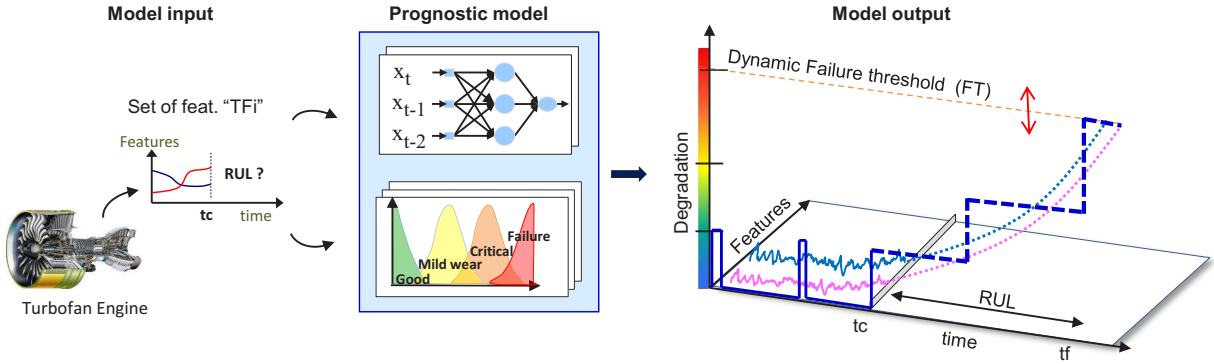 Model input
Prognostic model
Model output
Set of feat. “TFi”
Features
RUL ?
tc
time
Turbofan Engine
xt
xt-1
xt-2
Good
Mild wear
Critical
Failure
Dynamic Failure threshold (FT)
Degradation
Features
RUL
tc
time
tf